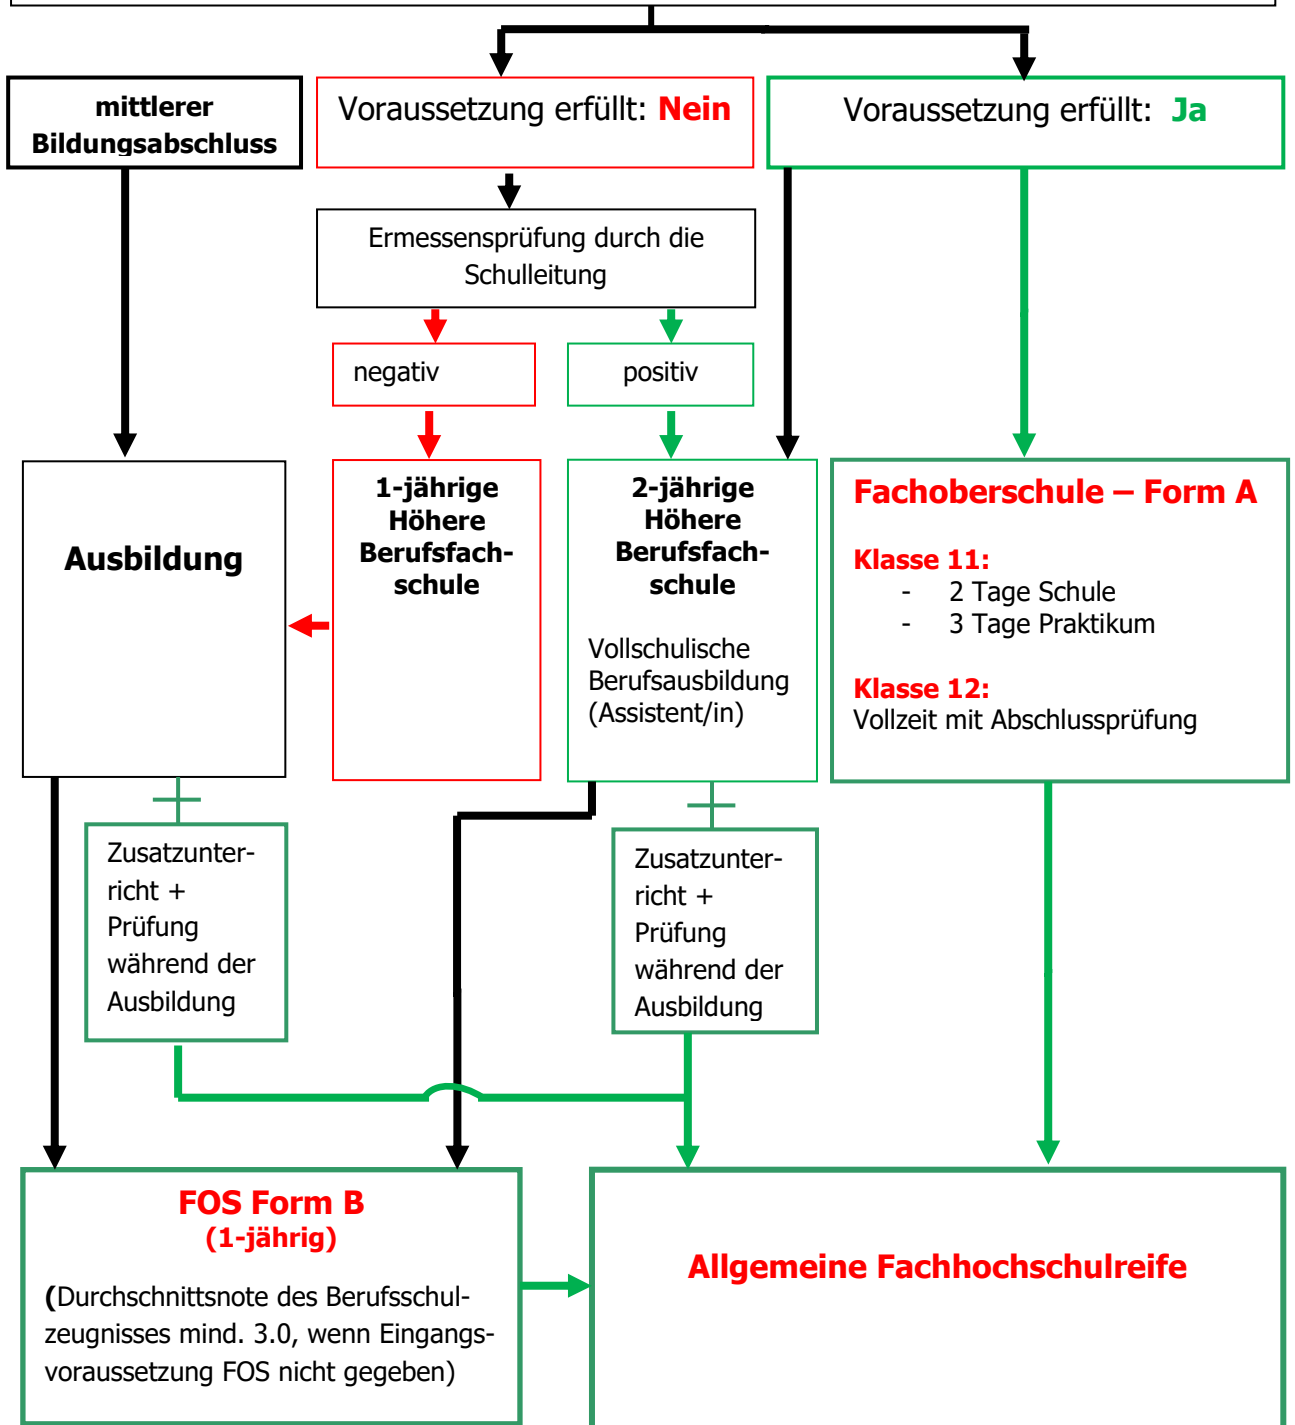 mittlerer
Bildungsabschluss
Voraussetzung erfüllt: Nein
Voraussetzung erfüllt: Ja
Ermessensprüfung durch die
Schulleitung
negativ
positiv
Ausbildung
1-jährige
Höhere
Berufsfach-
schule
2-jährige
Höhere
Berufsfach-
schule
Vollschulische
Berufsausbildung
(Assistent/in)
Fachoberschule – Form A
Klasse 11:
- 2 Tage Schule
- 3 Tage Praktikum
Klasse 12:
Vollzeit mit Abschlussprüfung
Zusatzunter-
richt +
Prüfung
während der
Ausbildung
Zusatzunter-
richt +
Prüfung
während der
Ausbildung
FOS Form B
(1-jährig)
(Durchschnittsnote des Berufsschul-
zeugnisses mind. 3.0, wenn Eingangs-
voraussetzung FOS nicht gegeben)
Allgemeine Fachhochschulreife